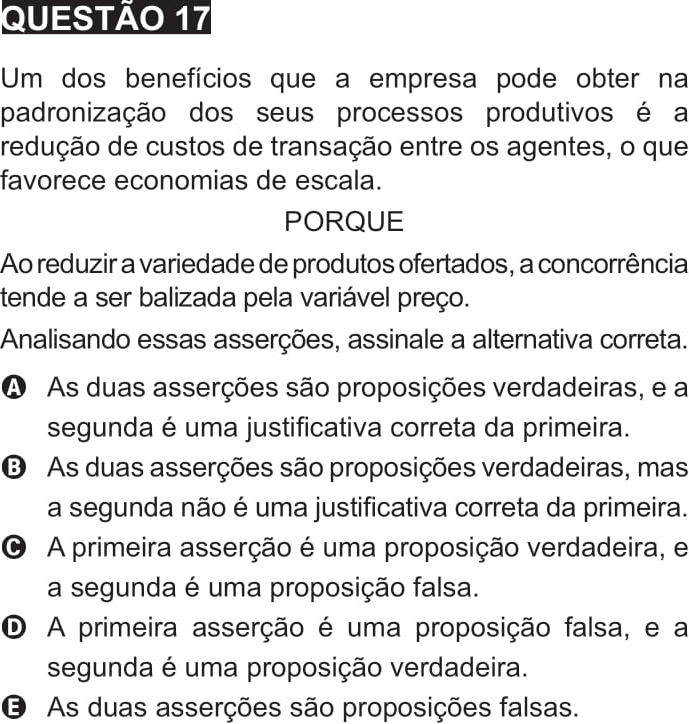 QUESTÃO 17
Um dos benefícios que a empresa pode obter na
padronização dos seus processos produtivos é a
redução de custos de transação entre os agentes, o que
favorece economias de escala.
PORQUE
Ao reduzir a variedade de produtos ofertados, a concorrência
tende a ser balizada pela variável preço.
Analisando essas asserções, assinale a alternativa correta.
A As duas asserções são proposições verdadeiras, e a
segunda é uma justificativa correta da primeira.
B As duas asserções são proposições verdadeiras, mas
a segunda não é uma justificativa correta da primeira.
C A primeira asserção é uma proposição verdadeira, e
a segunda é uma proposição falsa.
D A primeira asserção é uma proposição falsa, e a
segunda é uma proposição verdadeira.
E As duas asserções são proposições falsas.